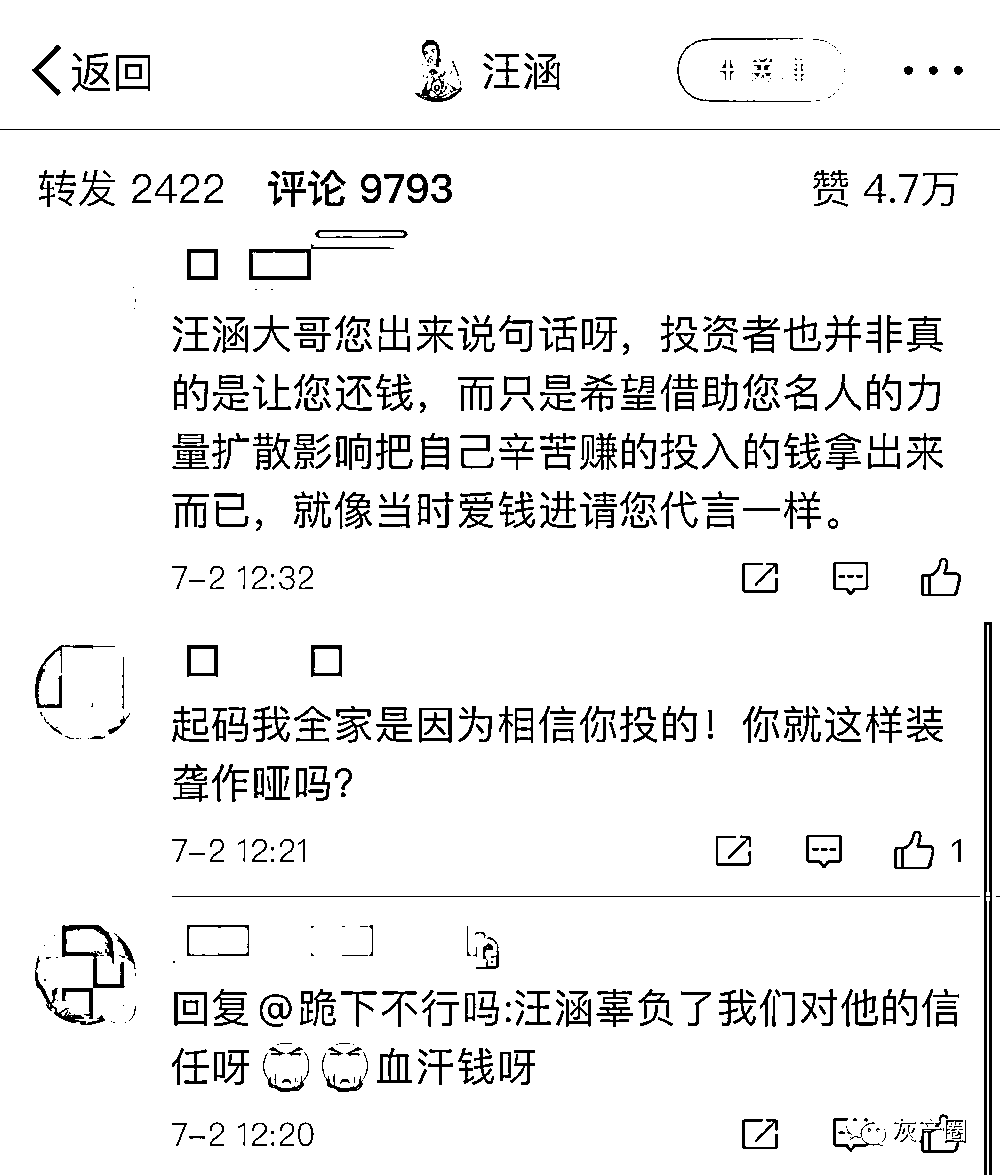 返回
汪涵
转发 2422 评论 9793
赞 4.7万
汪涵大哥您出来说句话呀，投资者也并非真
的是让您还钱，而只是希望借助您名人的力
量扩散影响把自己辛苦赚的投入的钱拿出来
而已，就像当时爱钱进请您代言一样。
7-2 12:32
起码我全家是因为相信你投的！你就这样装
聋作哑吗？
7-2 12:21
1
回复@跪下不行吗:汪涵辜负了我们对他的信
任呀 血汗钱呀
7-2 12:20
灰产圈